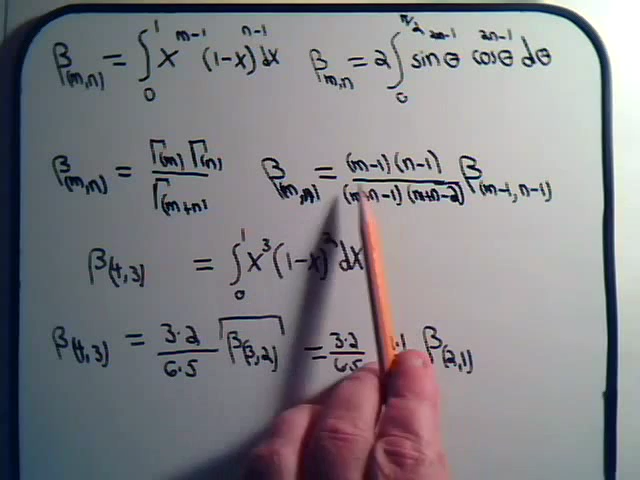 β(m,n) = ∫₀¹ x^{m-1} (1-x)^{n-1} dx   β_{m,n} = 2 ∫₀^{π/2} sin^{2m-1}θ cos^{2n-1}θ dθ
β(m,n) = Γ(m) Γ(n) / Γ(m+n)   β(m,n) = (m-1)(n-1) / (m+n-1)(m+n-2) β(m-1, n-1)
β(4,3) = ∫₀¹ x³ (1-x)² dx
β(4,3) = 3·2 / 6·5 β(3,2) = 3·2 / 6·5 ·1 β(2,1)